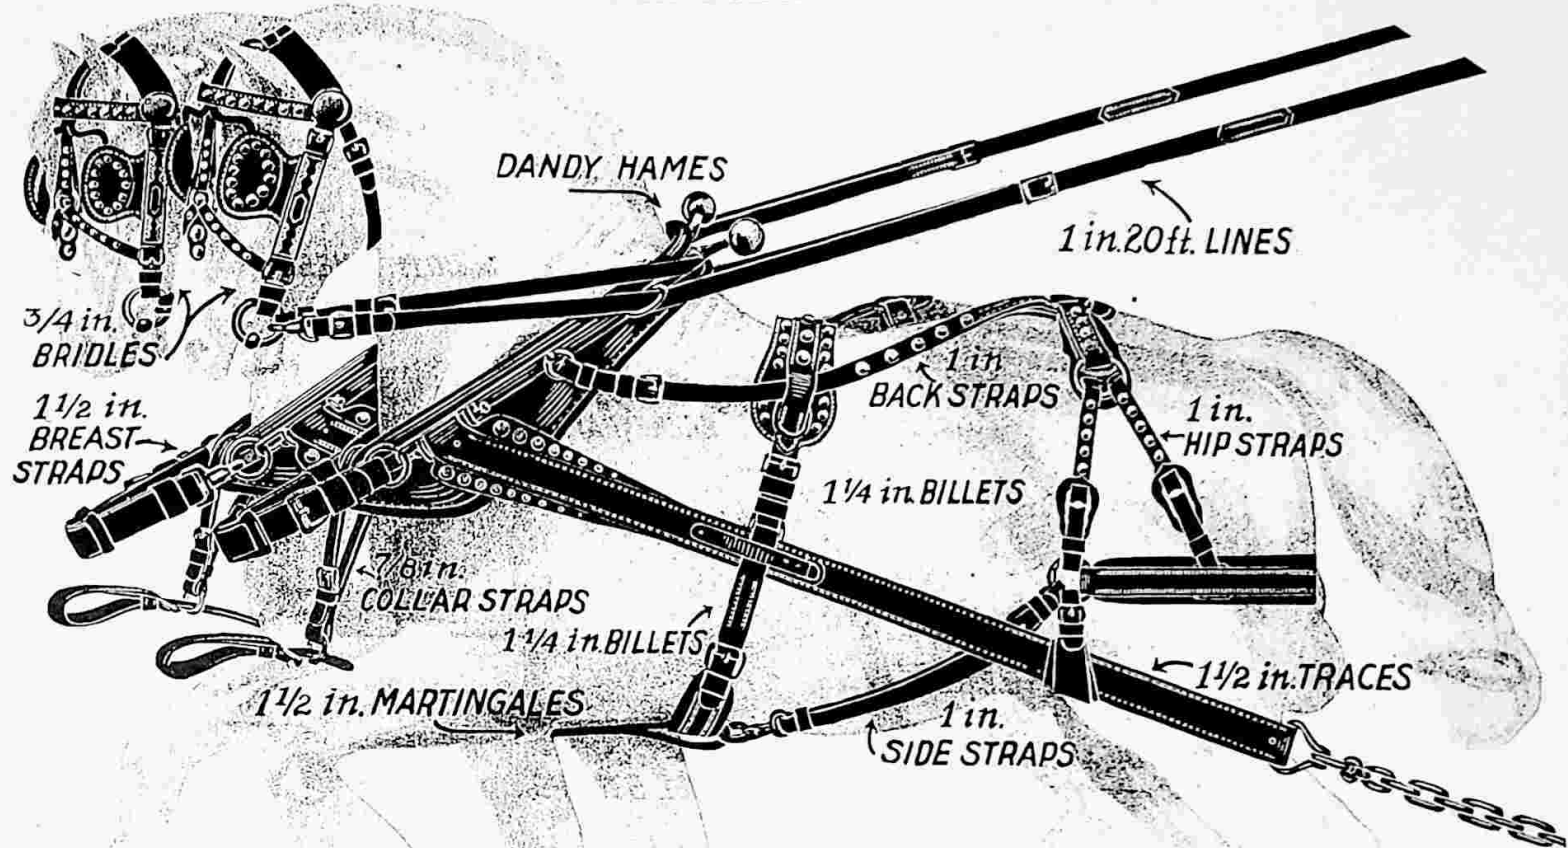 DANDY HAMES
1 in. 20ft. LINES
3/4 in.
BRIDLES
1 in
BACK STRAPS
1 1/2 in.
BREAST
STRAPS
1 in.
HIP STRAPS
1 1/4 in BILLETS
7/8 in.
COLLAR STRAPS
1 1/4 in BILLETS
1 1/2 in. MARTINGALES
1 1/2 in. TRACES
1 in.
SIDE STRAPS